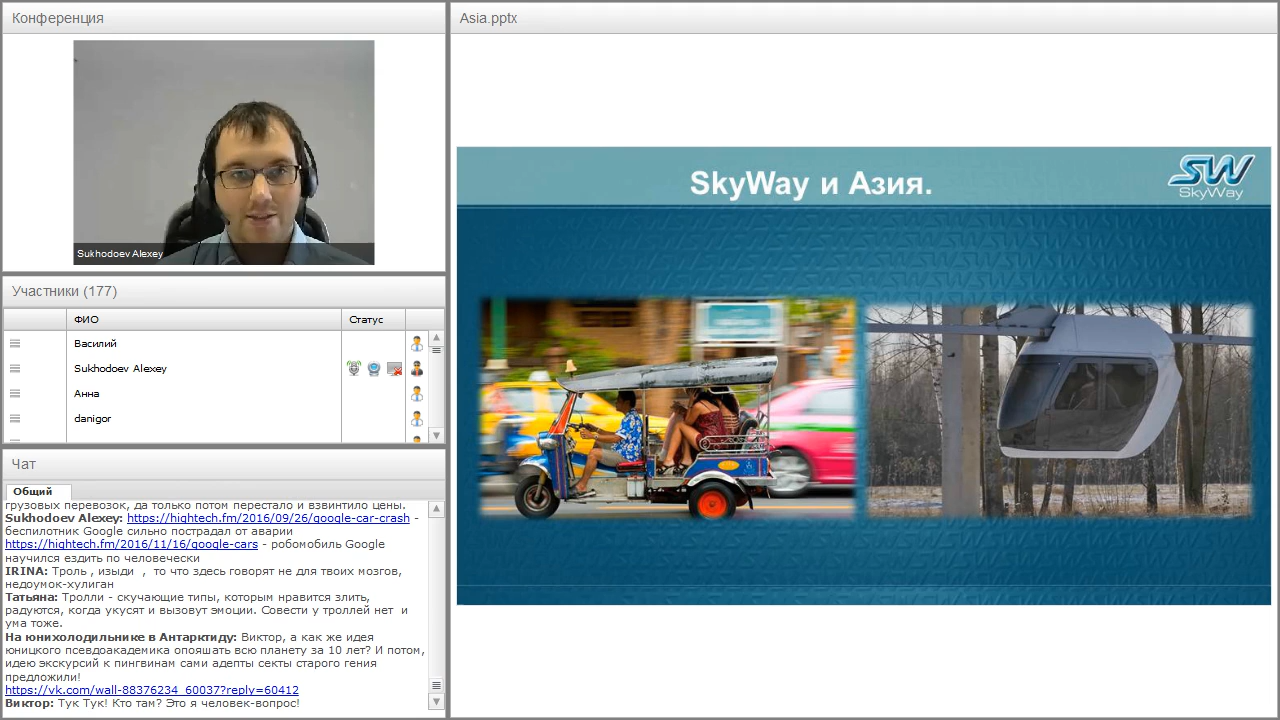 Конференция
Sukhodoev Alexey
Участники (177)
ФИО
Статус
Василий
Sukhodoev Alexey
Анна
danigor
Чат
Общий
грузовых перевозок, да только потом перестало и взвинтило цены.
Sukhodoev Alexey: https://hightech.fm/2016/09/26/google-car-crash -
беспилотник Google сильно пострадал от аварии
https://hightech.fm/2016/11/16/google-cars - робомобиль Google
научился ездить по человечески
IRINA: Троль , изыди , то что здесь говорят не для твоих мозгов,
недоумок-хулиган
Татьяна: Тролли - скучающие типы, которым нравится злить,
радуются, когда укусят и вызовут эмоции. Совести у троллей нет и
ума тоже.
На юнихолодильнике в Антарктиду: Виктор, а как же идея
юницкого псевдоакадемика опояшать всю планету за 10 лет? И потом,
идею экскурсий к пингвинам сами адепты секты старого гения
предложили!
https://vk.com/wall-88376231_60037?reply=60412
Виктор: Тук Тук! Кто там? Это я человек-вопрос!
Asia.pptx
SkyWay и Азия.
SW
SkyWay